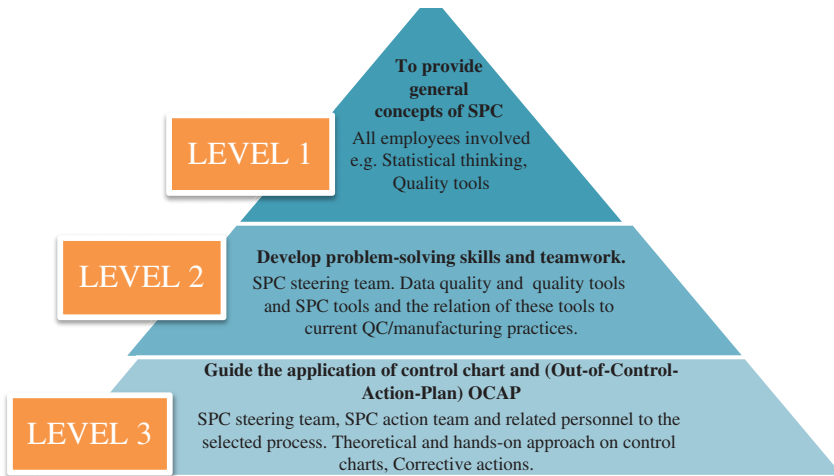 To provide
general
concepts of SPC
All employees involved
e.g. Statistical thinking,
Quality tools
LEVEL 1
Develop problem-solving skills and teamwork.
SPC steering team. Data quality and quality tools
and SPC tools and the relation of these tools to
current QC/manufacturing practices.
LEVEL 2
Guide the application of control chart and (Out-of-Control-
Action-Plan) OCAP
SPC steering team, SPC action team and related personnel to the
selected process. Theoretical and hands-on approach on control
charts, Corrective actions.
LEVEL 3